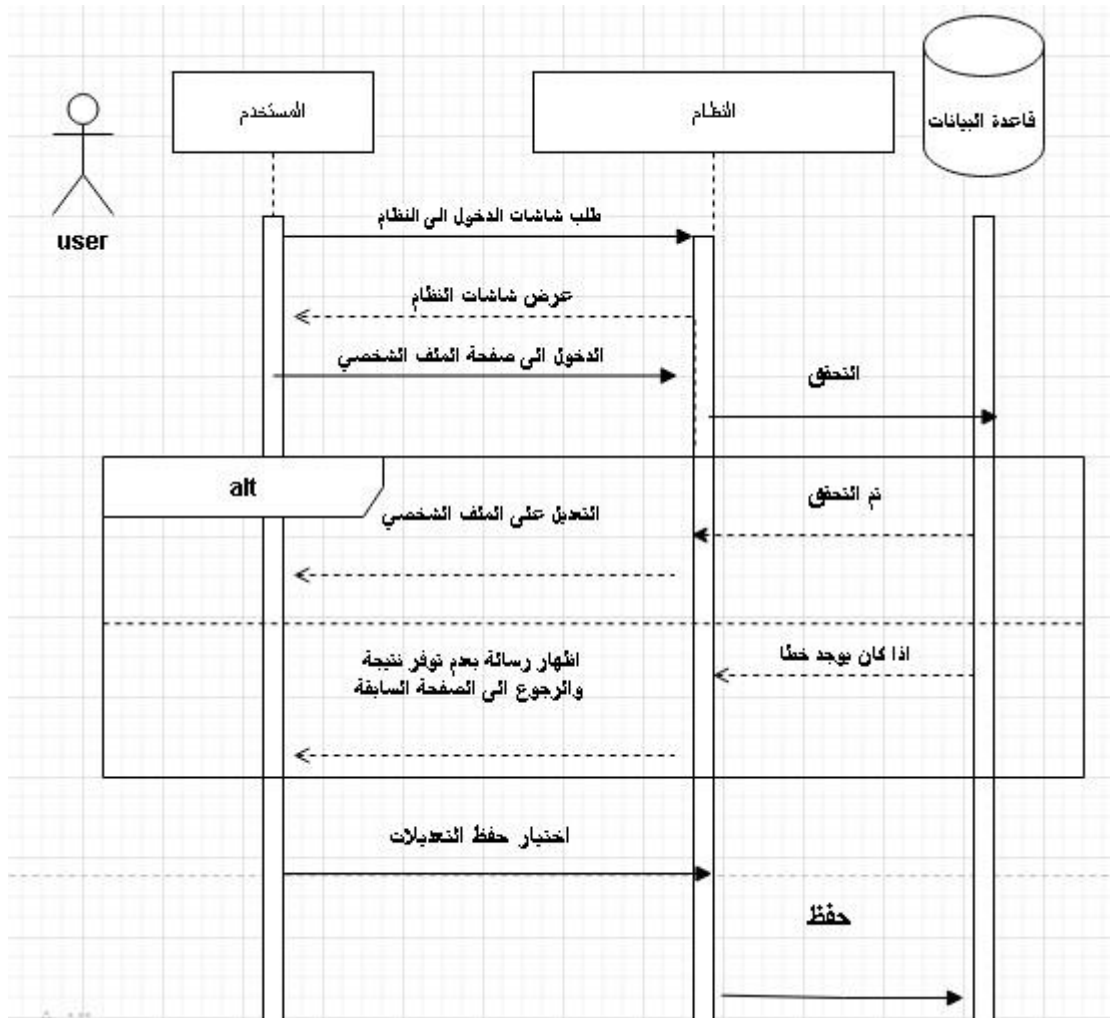 المستخدم
النظام
قاعدة البيانات
user
طلب شاشات الدخول الى النظام
عرض شاشات النظام
الدخول الى صفحة الملف الشخصي
التحقق
alt
تم التحقق
التعديل على الملف الشخصي
اذا كان يوجد خطا
اظهار رسالة بعدم توفر نتيجة
والرجوع الى الصفحة السابقة
اختيار حفظ التعديلات
حفظ